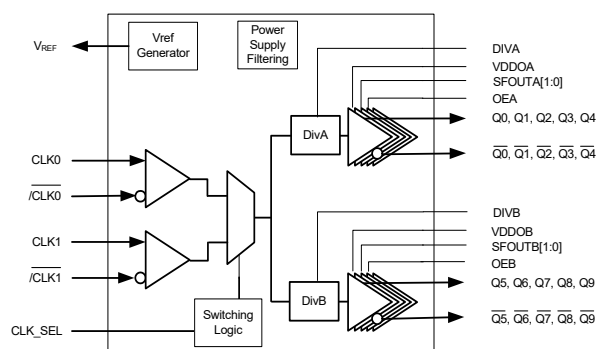 Vref
Generator
Power
Supply
Filtering
VREF
DIVA
VDDOA
SFOUTA[1:0]
OEA
DivA
Q0, Q1, Q2, Q3, Q4
Q0, Q1, Q2, Q3, Q4
CLK0
/CLK0
CLK1
/CLK1
DIVB
VDDOB
SFOUTB[1:0]
OEB
DivB
Q5, Q6, Q7, Q8, Q9
Q5, Q6, Q7, Q8, Q9
Switching
Logic
CLK_SEL